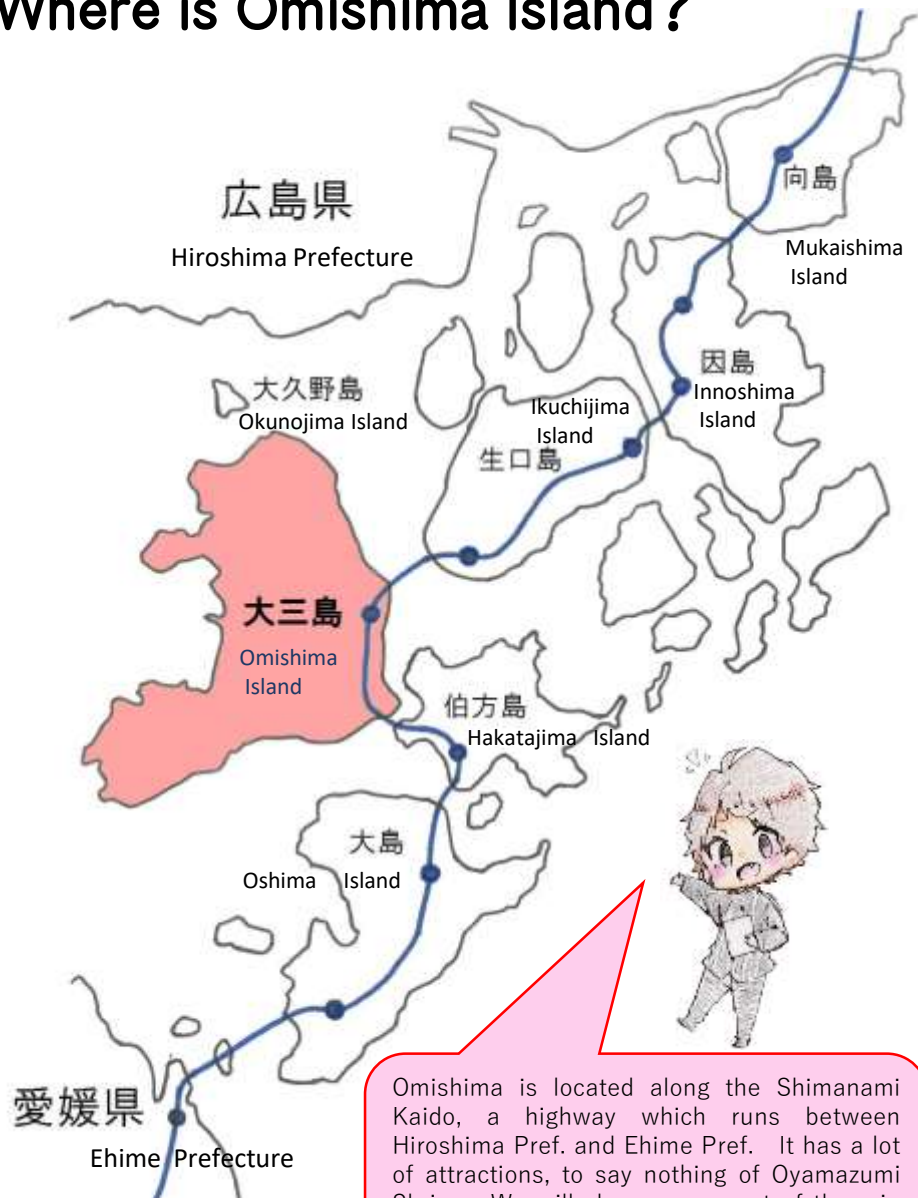 Where is Omishima Island?
向島
広島県
Mukaishima
Island
Hiroshima Prefecture
因島
大久野島
Innoshima
Island
Ikuchijima
Island
Okunojima Island
生口島
大三島
Omishima
Island
伯方島
Hakatajima Island
大島
Oshima Island
愛媛県
Ehime Prefecture
Omishima is located along the Shimanami
Kaido, a highway which runs between
Hiroshima Pref. and Ehime Pref. It has a lot
of attractions, to say nothing of Oyamazumi